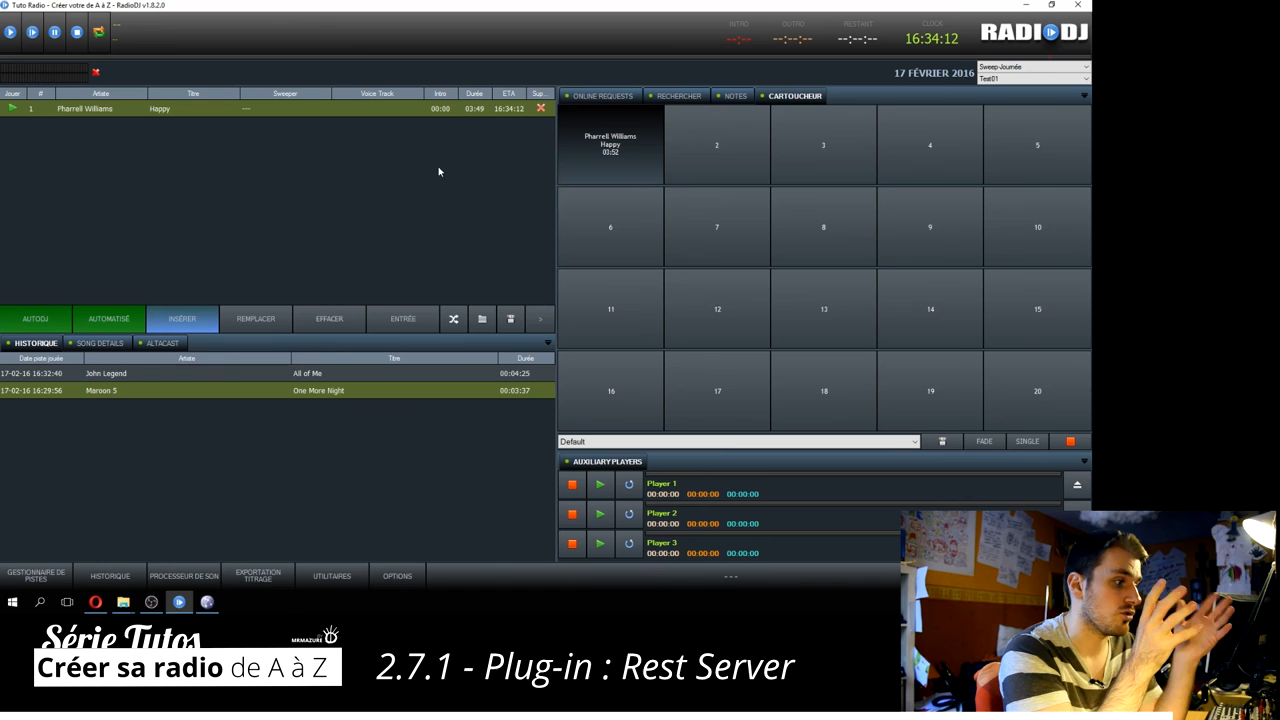 Tuto Radio - Créer votre de A à Z - RadioDJ v1.8.2.0
INTRO OUTRO RESTANT CLOCK
--:-- --:--:-- --:--:-- 16:34:12
RADIODJ
17 FÉVRIER 2016
Sweep-Journée
Test01
Jouer # Artiste Titre Sweeper Voice Track Intro Durée ETA Sup...
1 Pharrell Williams Happy --- 00:00 03:49 16:34:12
ONLINE REQUESTS RECHERCHER NOTES CARTOUCHEUR
Pharrell Williams
Happy
03:52
2 3 4 5
6 7 8 9 10
11 12 13 14 15
16 17 18 19 20
AUTODJ AUTOMATISÉ INSÉRER REMPLACER EFFACER ENTRÉE >
HISTORIQUE SONG DETAILS ALTACAST
Date piste jouée Artiste Titre Durée
17-02-16 16:32:40 John Legend All of Me 00:04:25
17-02-16 16:29:56 Maroon 5 One More Night 00:03:37
Default FADE SINGLE
AUXILIARY PLAYERS
Player 1
00:00:00 00:00:00 00:00:00
Player 2
00:00:00 00:00:00 00:00:00
Player 3
00:00:00 00:00:00 00:00:00
GESTIONNAIRE DE PISTES HISTORIQUE PROCESSEUR DE SON EXPORTATION TITRAGE UTILITAIRES OPTIONS ---
Série Tutos
MRMAZURE
Créer sa radio de A à Z
2.7.1 - Plug-in : Rest Server